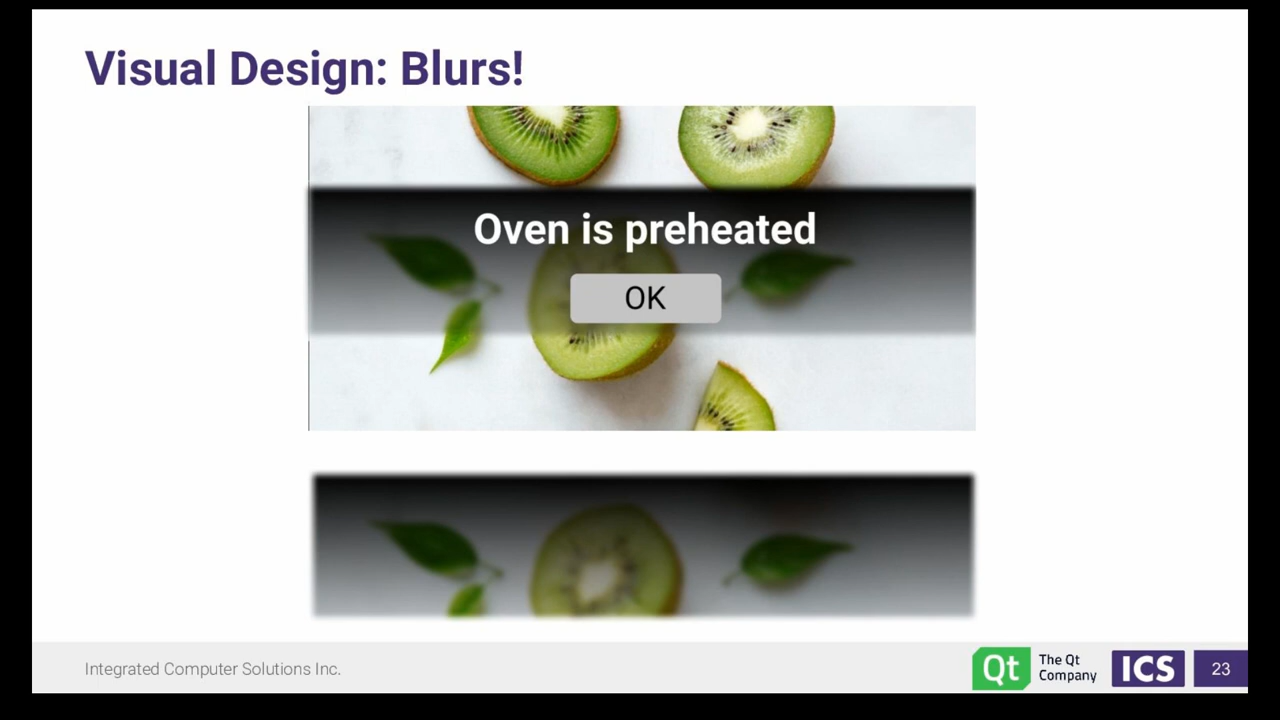 Visual Design: Blurs!
Oven is preheated
OK
Integrated Computer Solutions Inc.
Qt
The Qt
Company
ICS
23